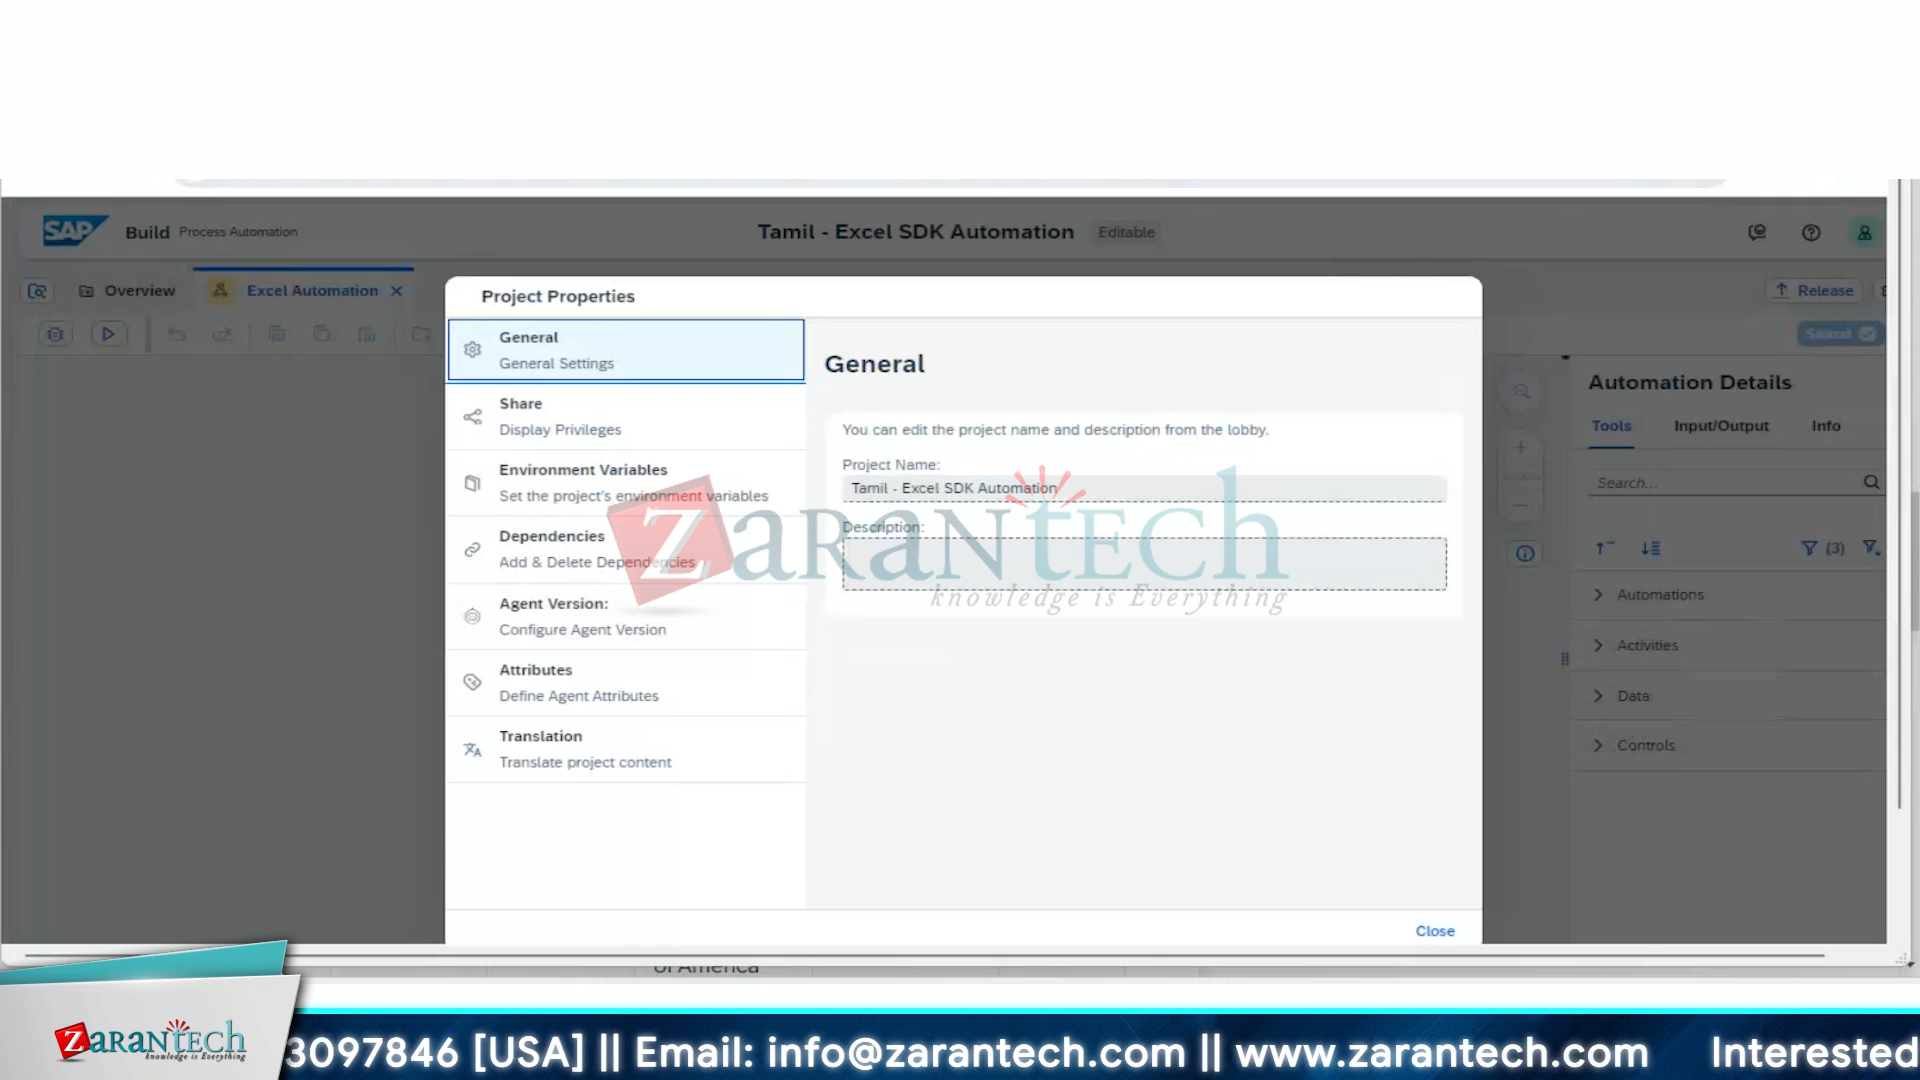 SAP Build Process Automation
Tamil - Excel SDK Automation Editable
Overview
Excel Automation
Release
Saved
Project Properties
General
General Settings
Share
Display Privileges
Environment Variables
Set the project's environment variables
Dependencies
Add & Delete Dependencies
Agent Version:
Configure Agent Version
Attributes
Define Agent Attributes
Translation
Translate project content
General
You can edit the project name and description from the lobby.
Project Name:
Tamil - Excel SDK Automation
Description:
Close
Automation Details
Tools Input/Output Info
Search...
(3)
Automations
Activities
Data
Controls
ZARANTECH
knowledge is Everything
of America
ZARANTECH
knowledge is Everything
3097846 [USA] || Email: info@zarantech.com || www.zarantech.com Interested